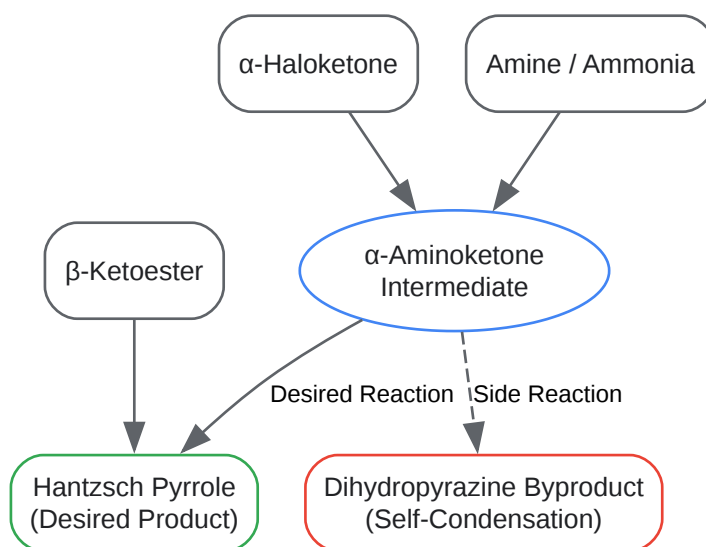 α-Haloketone
Amine / Ammonia
α-Aminoketone
Intermediate
β-Ketoester
Desired Reaction
Side Reaction
Hantzsch Pyrrole
(Desired Product)
Dihydropyrazine Byproduct
(Self-Condensation)